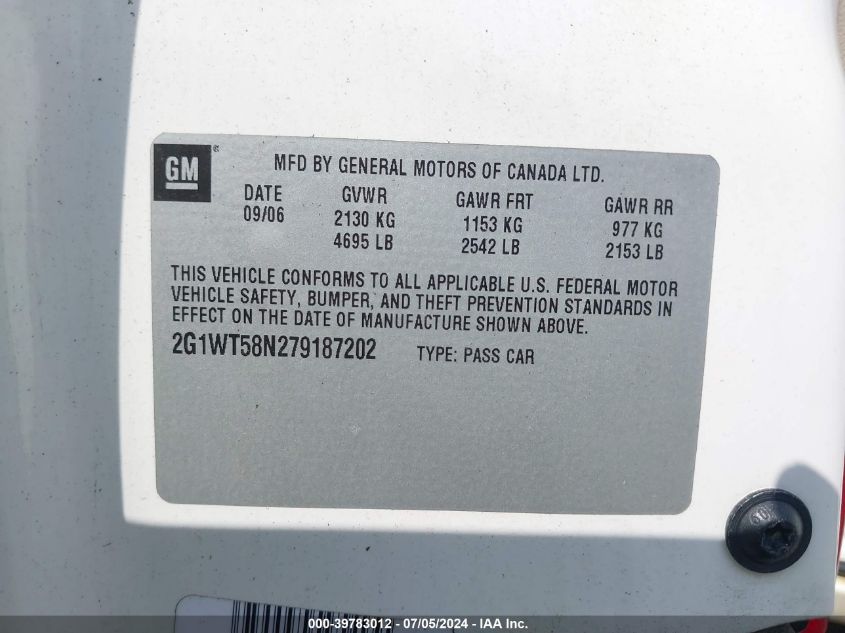 GM®
MFD BY GENERAL MOTORS OF CANADA LTD.
DATE GVWR GAWR FRT GAWR RR
09/06 2130 KG 1153 KG 977 KG
4695 LB 2542 LB 2153 LB
THIS VEHICLE CONFORMS TO ALL APPLICABLE U.S. FEDERAL MOTOR
VEHICLE SAFETY, BUMPER, AND THEFT PREVENTION STANDARDS IN
EFFECT ON THE DATE OF MANUFACTURE SHOWN ABOVE.
2G1WT58N279187202 TYPE: PASS CAR
000-39783012 - 07/05/2024 - IAA Inc.